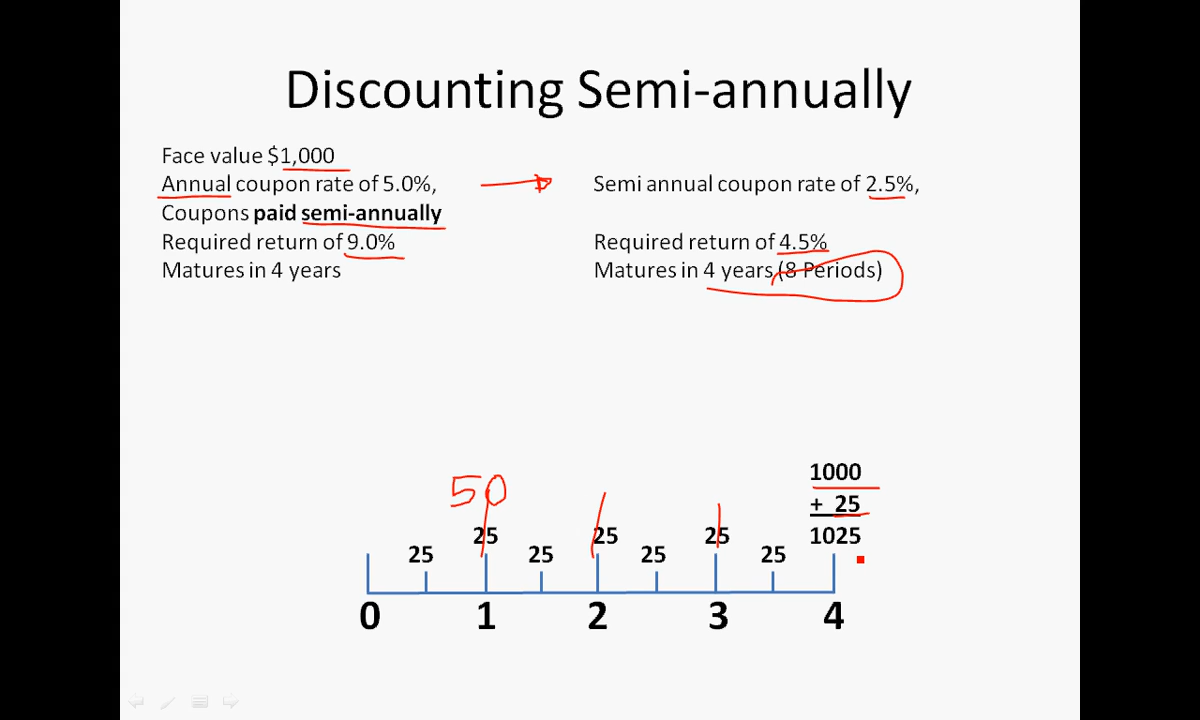 Discounting Semi-annually
Face value $1,000
Annual coupon rate of 5.0%,
Coupons paid semi-annually
Required return of 9.0%
Matures in 4 years
Semi annual coupon rate of 2.5%,
Required return of 4.5%
Matures in 4 years (8 Periods)
1000
+ 25
1025
50
25 25 25
25 25 25 25
0 1 2 3 4